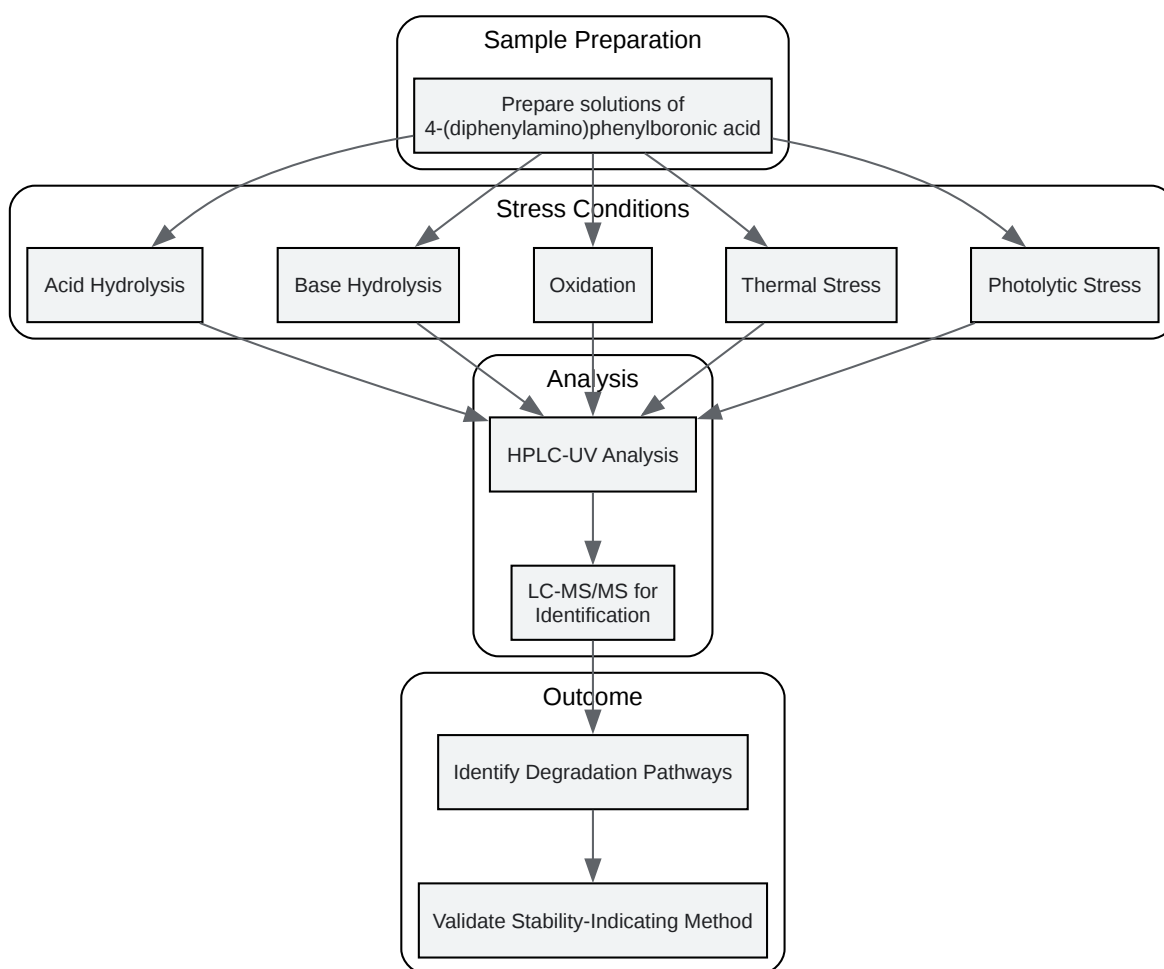 Sample Preparation
Prepare solutions of
4-(diphenylamino)phenylboronic acid
Stress Conditions
Acid Hydrolysis
Base Hydrolysis
Oxidation
Thermal Stress
Photolytic Stress
Analysis
HPLC-UV Analysis
LC-MS/MS for
Identification
Outcome
Identify Degradation Pathways
Validate Stability-Indicating Method